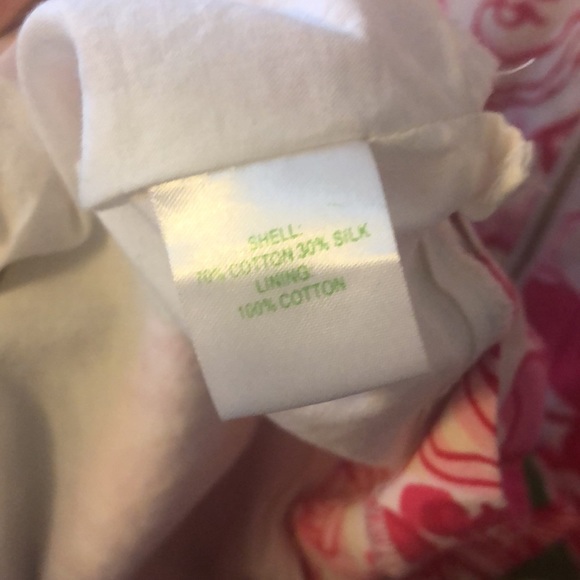 SHELL:
70% COTTON 30% SILK
LINING:
100% COTTON